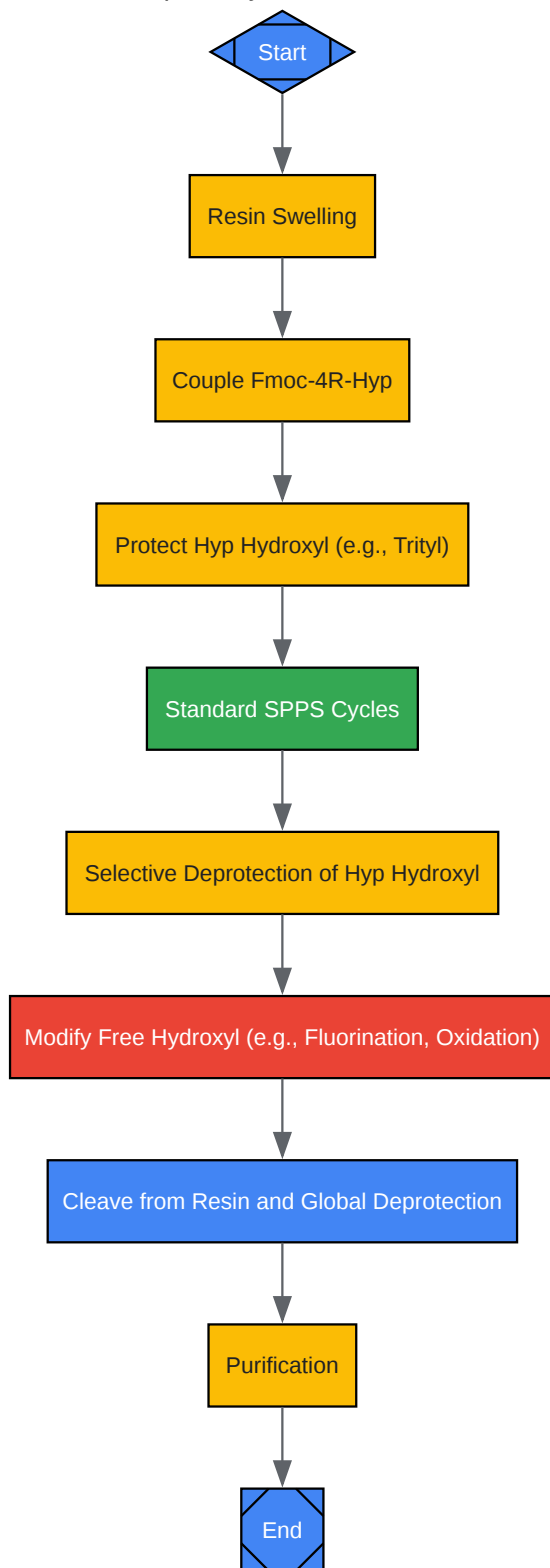 Start
Resin Swelling
Couple Fmoc-4R-Hyp
Protect Hyp Hydroxyl (e.g., Trityl)
Standard SPPS Cycles
Selective Deprotection of Hyp Hydroxyl
Modify Free Hydroxyl (e.g., Fluorination, Oxidation)
Cleave from Resin and Global Deprotection
Purification
End